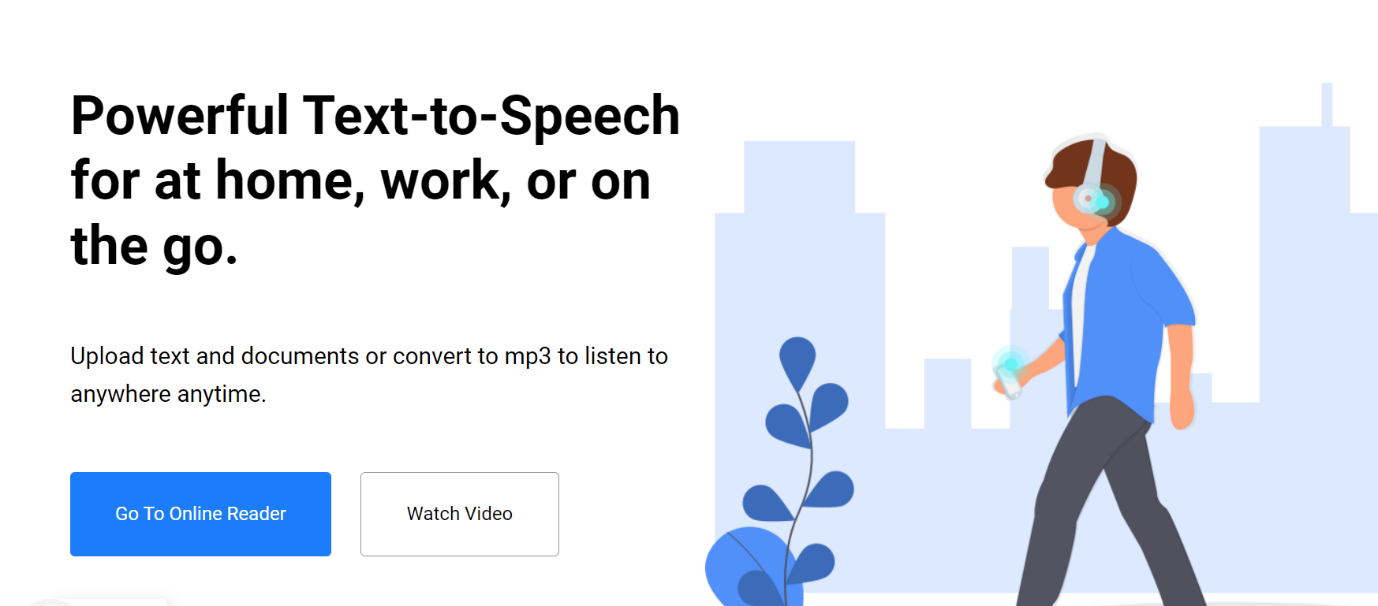 Powerful Text-to-Speech
for at home, work, or on
the go.
Upload text and documents or convert to mp3 to listen to
anywhere anytime.
Go To Online Reader
Watch Video